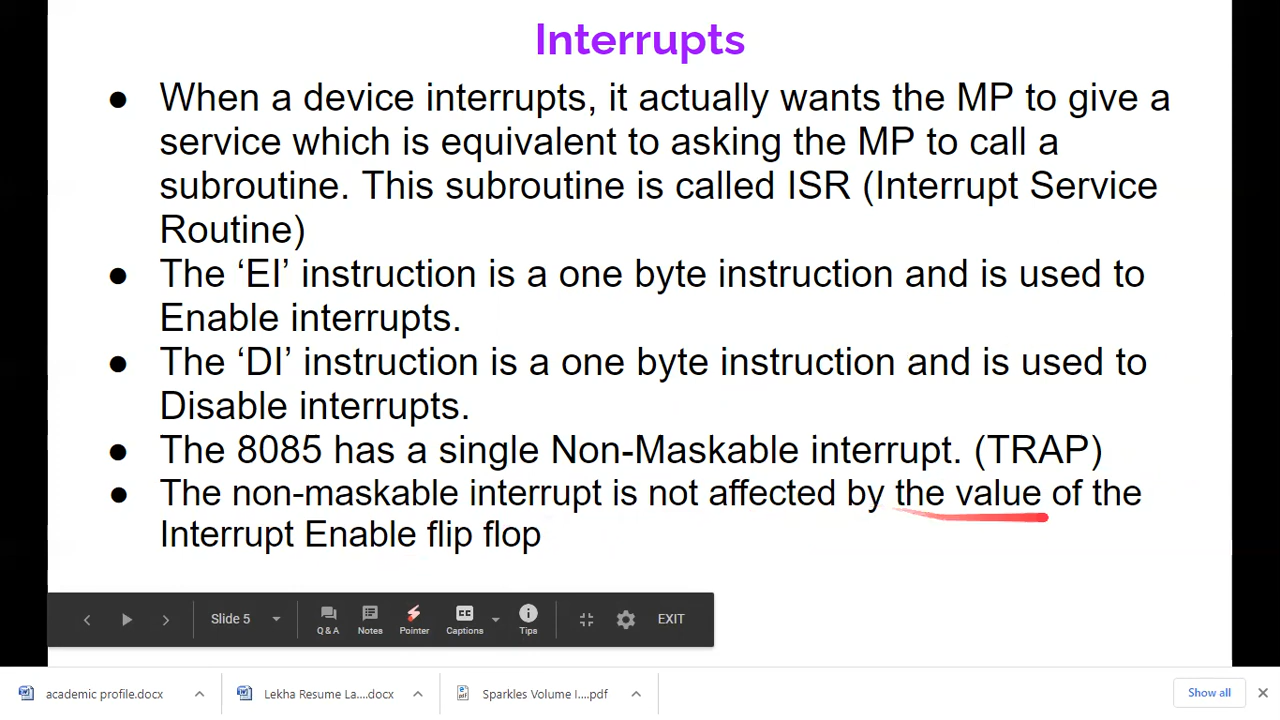 Interrupts
● When a device interrupts, it actually wants the MP to give a
service which is equivalent to asking the MP to call a
subroutine. This subroutine is called ISR (Interrupt Service
Routine)
● The ‘EI’ instruction is a one byte instruction and is used to
Enable interrupts.
● The ‘DI’ instruction is a one byte instruction and is used to
Disable interrupts.
● The 8085 has a single Non-Maskable interrupt. (TRAP)
● The non-maskable interrupt is not affected by the value of the
Interrupt Enable flip flop
Slide 5
Q & A Notes Pointer CC Captions Tips EXIT
academic profile.docx Lekha Resume La....docx Sparkles Volume I....pdf Show all